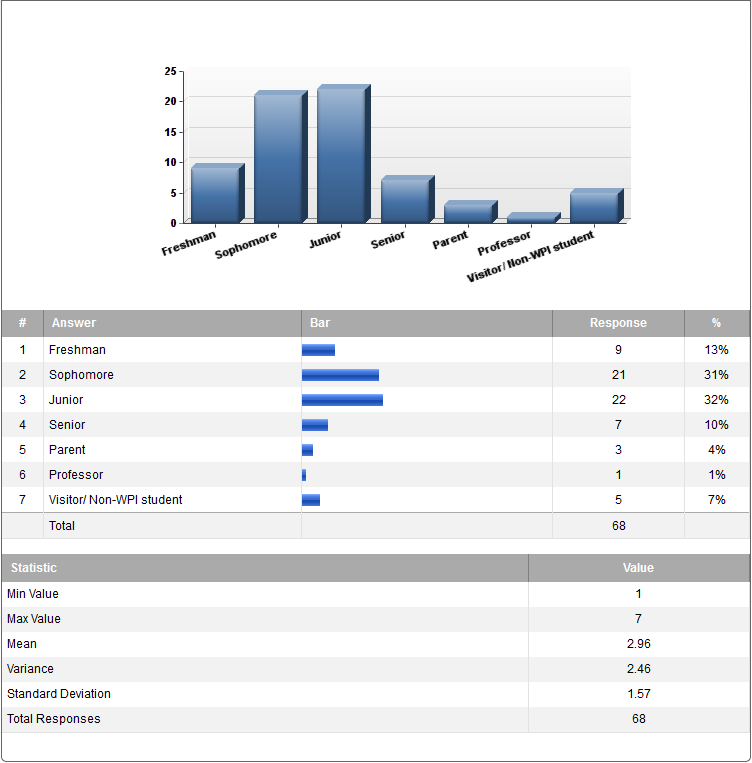 25
20
15
10
5
0
Freshman Sophomore Junior Senior Parent Professor Visitor/ Non-WPI student
# Answer Bar Response %
1 Freshman 9 13%
2 Sophomore 21 31%
3 Junior 22 32%
4 Senior 7 10%
5 Parent 3 4%
6 Professor 1 1%
7 Visitor/ Non-WPI student 5 7%
Total 68
Statistic Value
Min Value 1
Max Value 7
Mean 2.96
Variance 2.46
Standard Deviation 1.57
Total Responses 68